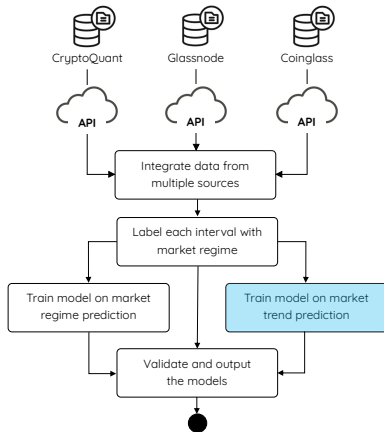 CryptoQuant
Glassnode
Coinglass
API
API
API
Integrate data from
multiple sources
Label each interval with
market regime
Train model on market
regime prediction
Train model on market
trend prediction
Validate and output
the models